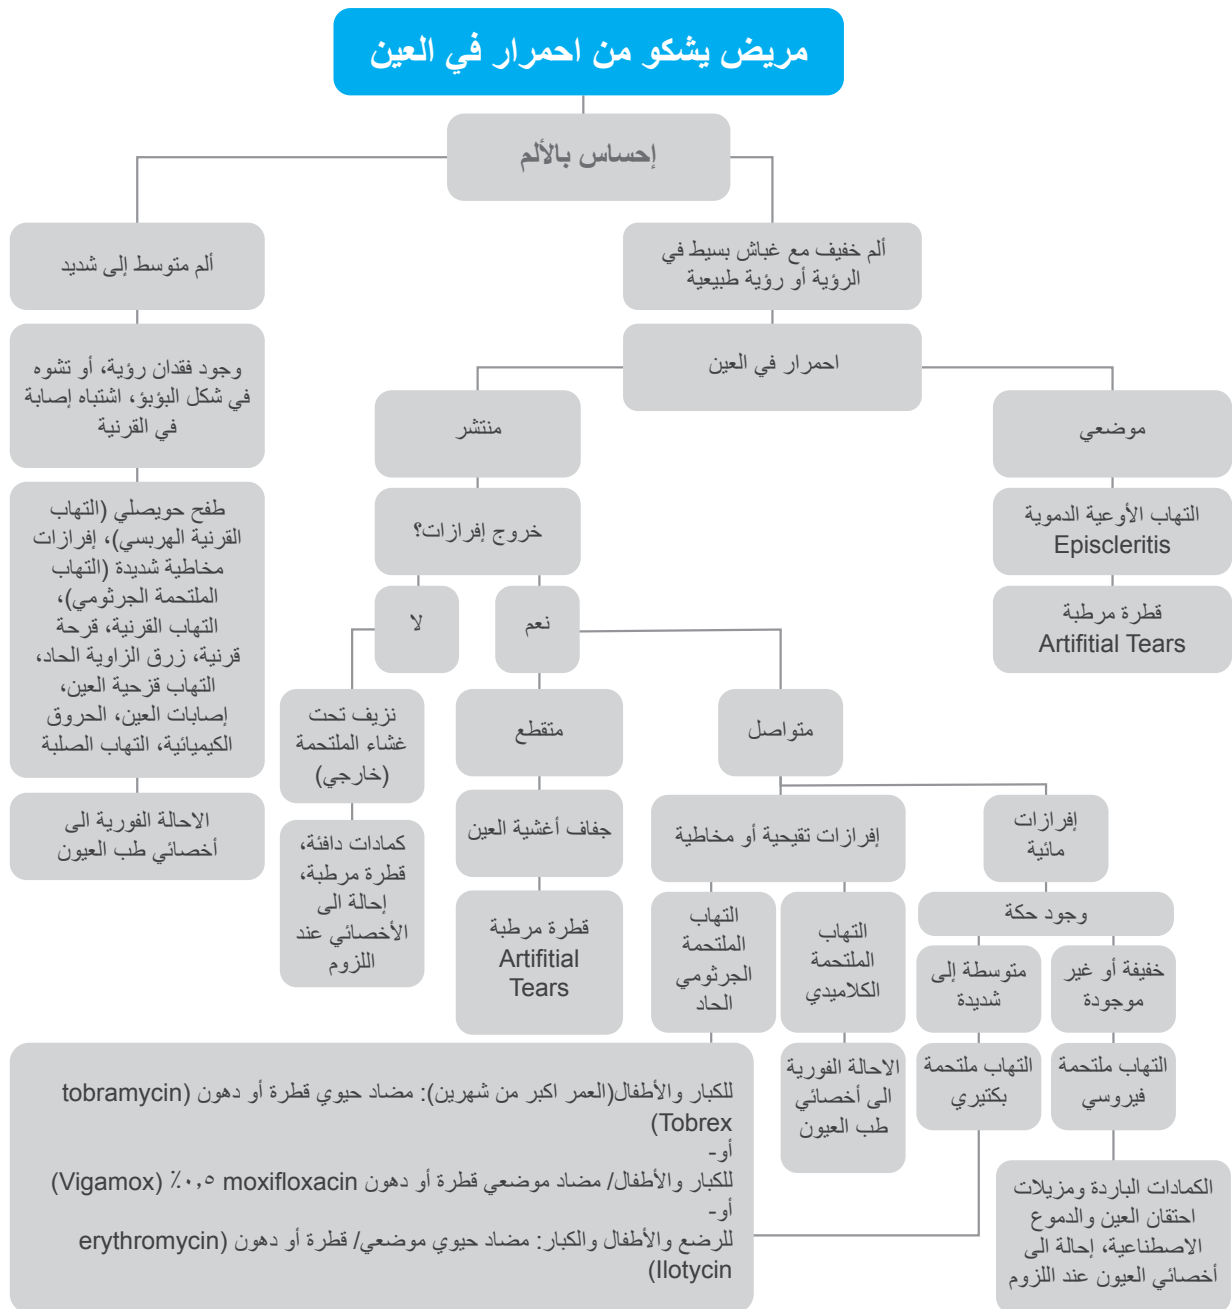 مريض يشكو من احمرار في العين
إحساس بالألم
ألم خفيف مع غباش بسيط في
الرؤية أو رؤية طبيعية
احمرار في العين
موضعي
التهاب الأوعية الدموية
Episcleritis
قطرة مرطبة
Artifitial Tears
منتشر
خروج إفرازات؟
نعم
متواصل
إفرازات
مائية
وجود حكة
خفيفة أو غير
موجودة
التهاب ملتحمة
فيروسي
الكمادات الباردة ومزيلات
احتقان العين والدموع
الاصطناعية، إحالة الى
أخصائي العيون عند اللزوم
متوسطة إلى
شديدة
التهاب ملتحمة
بكتيري
إفرازات تقيحية أو مخاطية
التهاب
الملتحمة
الكلاميدي
الاحالة الفورية
الى أخصائي
طب العيون
التهاب
الملتحمة
الجرثومي
الحاد
للكبار والأطفال(العمر اكبر من شهرين): مضاد حيوي قطرة أو دهون (tobramycin
Tobrex)
أو-
للكبار والأطفال/ مضاد موضعي قطرة أو دهون moxifloxacin ٠,٥٪ (Vigamox)
أو-
للرضع والأطفال والكبار: مضاد حيوي موضعي/ قطرة أو دهون (erythromycin
Ilotycin)
متقطع
جفاف أغشية العين
قطرة مرطبة
Artifitial
Tears
لا
نزيف تحت
غشاء الملتحمة
(خارجي)
كمادات دافئة،
قطرة مرطبة،
إحالة الى
الأخصائي عند
اللزوم
ألم متوسط إلى شديد
وجود فقدان رؤية، أو تشوه
في شكل البؤبؤ، اشتباه إصابة
في القرنية
طفح حويصلي (التهاب
القرنية الهربسي)، إفرازات
مخاطية شديدة (التهاب
الملتحمة الجرثومي)،
التهاب القرنية، قرحة
قرنية، زرق الزاوية الحاد،
التهاب قزحية العين،
إصابات العين، الحروق
الكيميائية، التهاب الصلبة
الاحالة الفورية الى
أخصائي طب العيون